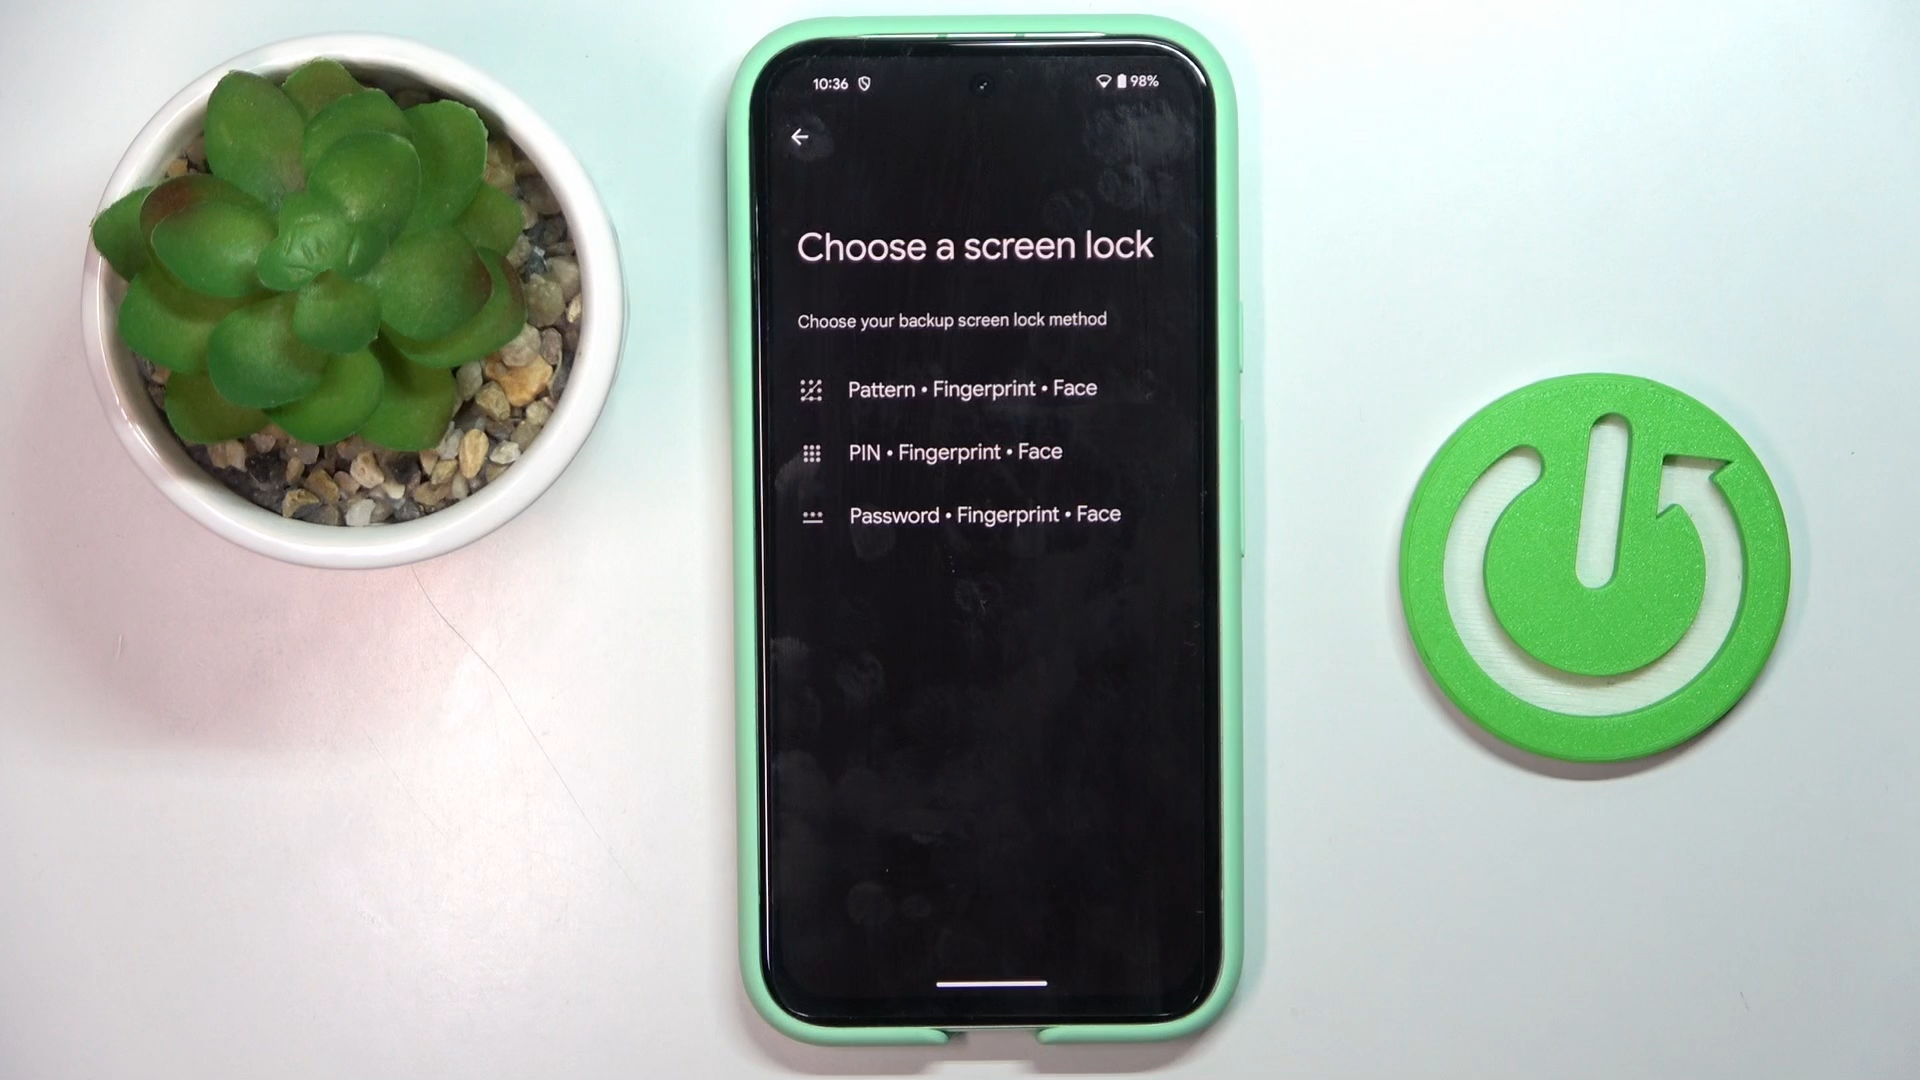 10:36 98%
Choose a screen lock
Choose your backup screen lock method
Pattern • Fingerprint • Face
PIN • Fingerprint • Face
Password • Fingerprint • Face